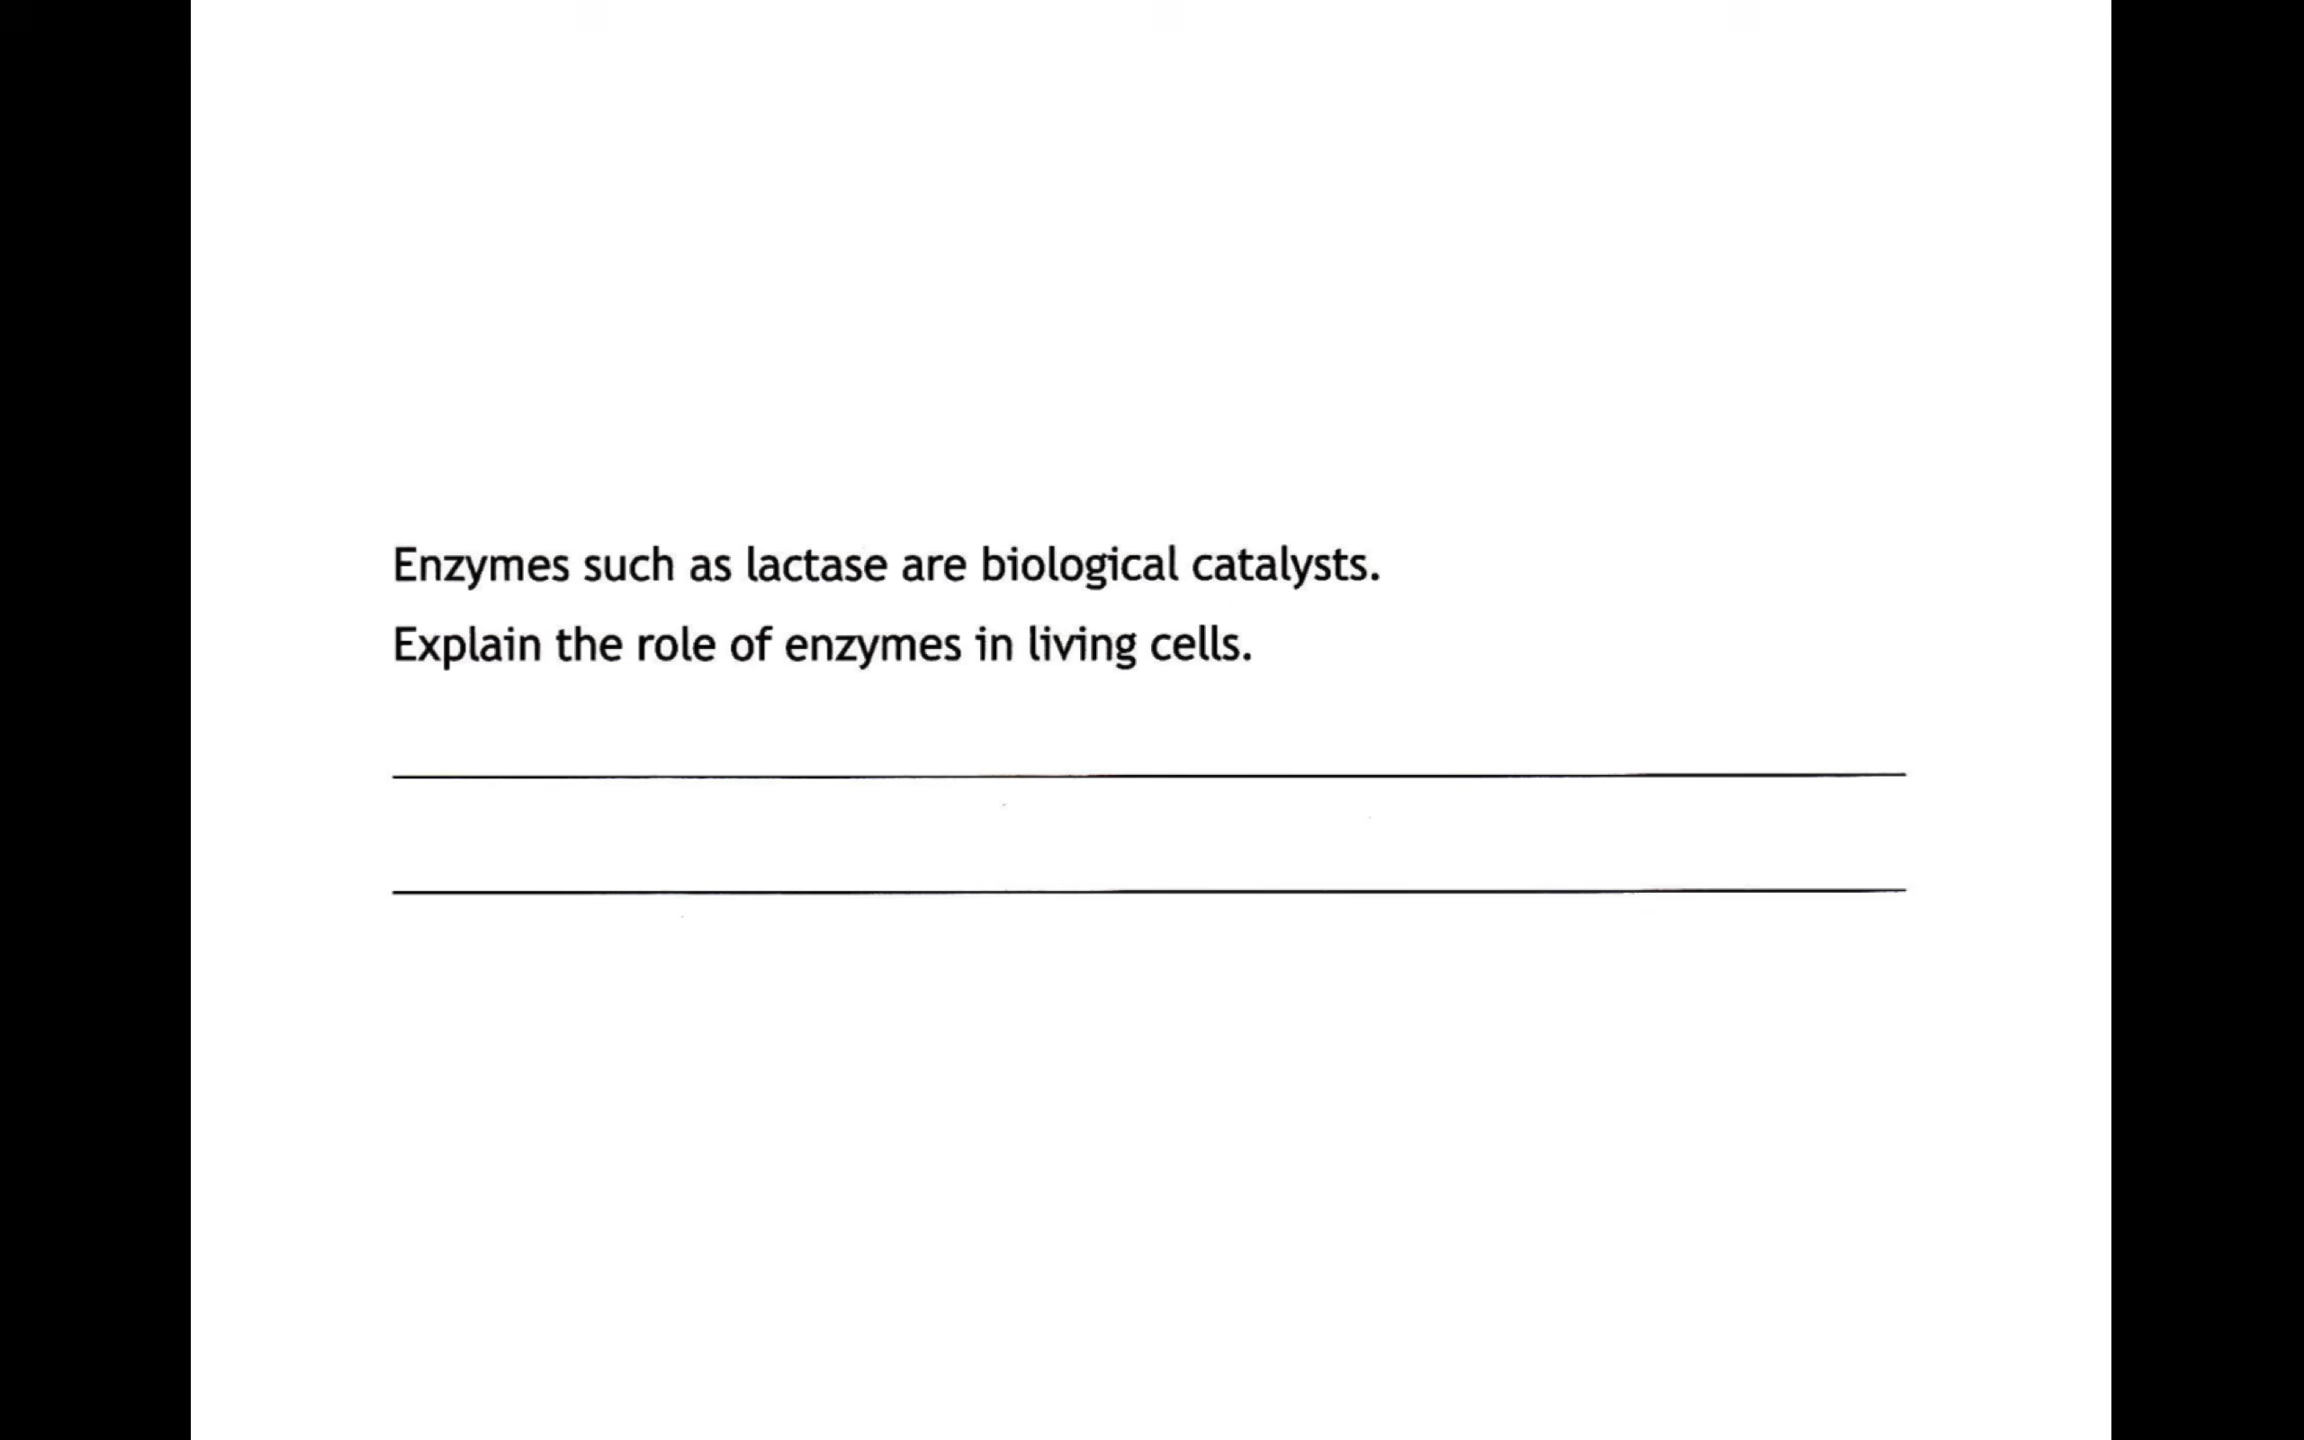 Enzymes such as lactase are biological catalysts.
Explain the role of enzymes in living cells.